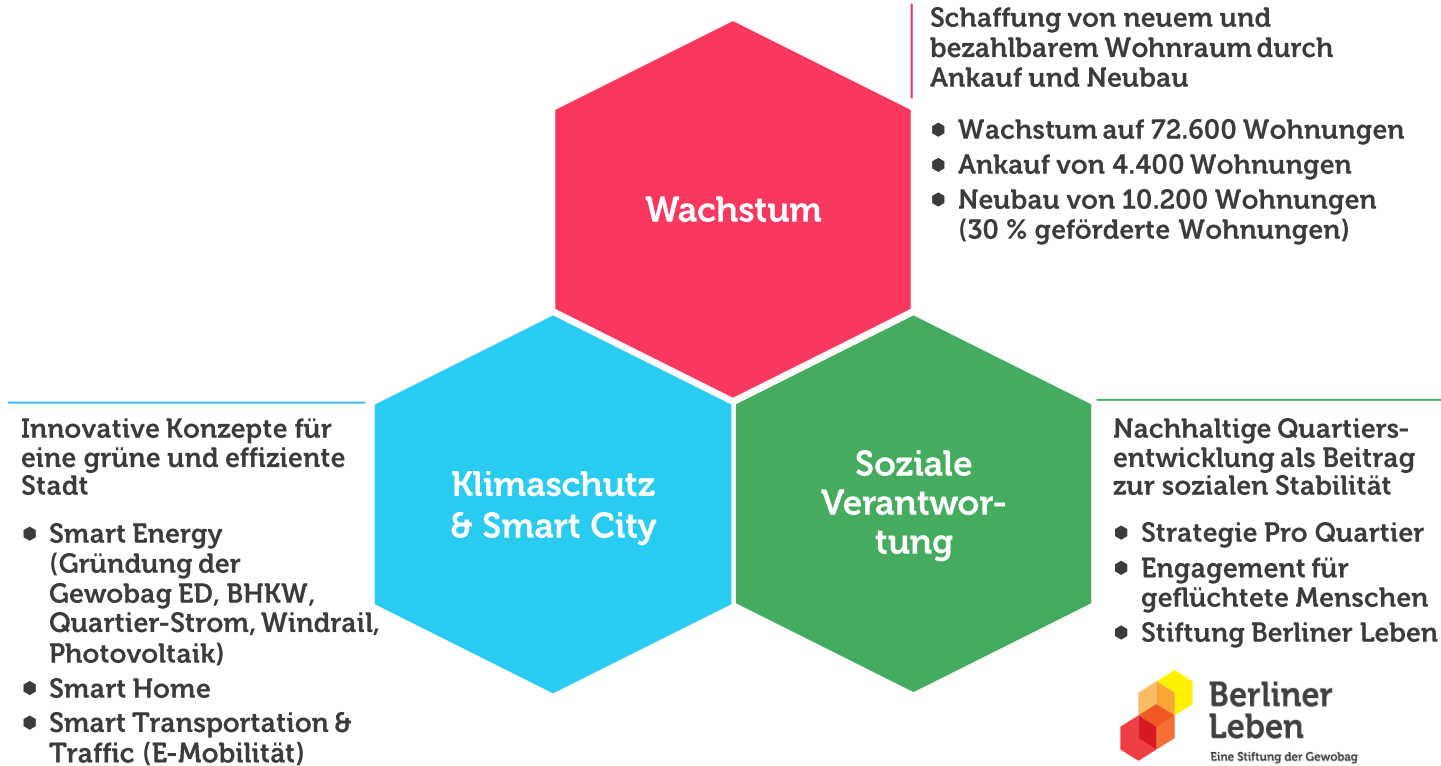 Schaffung von neuem und
bezahlbarem Wohnraum durch
Ankauf und Neubau
Wachstum auf 72.600 Wohnungen
Ankauf von 4.400 Wohnungen
Neubau von 10.200 Wohnungen
(30 % geförderte Wohnungen)
Wachstum
Innovative Konzepte für
eine grüne und effiziente
Stadt
Smart Energy
(Gründung der
Gewobag ED, BHKW,
Quartier-Strom, Windrail,
Photovoltaik)
Smart Home
Smart Transportation &
Traffic (E-Mobilität)
Klimaschutz
& Smart City
Soziale
Verantwor-
tung
Nachhaltige Quartiers-
entwicklung als Beitrag
zur sozialen Stabilität
Strategie Pro Quartier
Engagement für
geflüchtete Menschen
Stiftung Berliner Leben
Berliner
Leben
Eine Stiftung der Gewobag